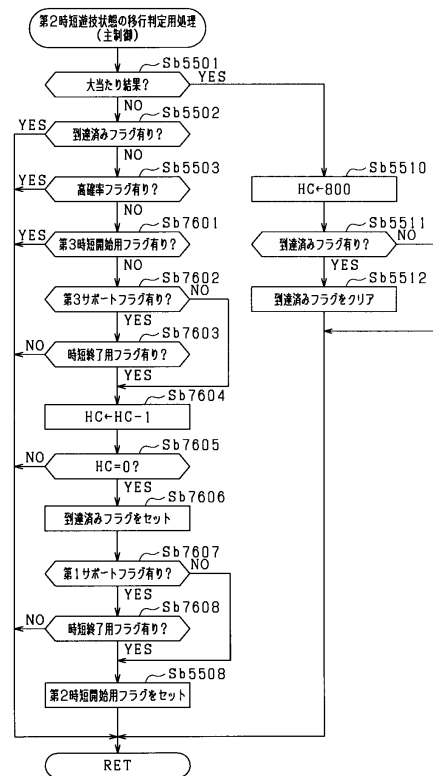 第2時短遊技状態の移行判定用処理
(主制御)
Sb5501
大当たり結果?
YES
NO
Sb5502
YES
到達済みフラグ有り?
NO
Sb5503
YES
高確率フラグ有り?
NO
Sb7601
YES
第3時短開始用フラグ有り?
NO
Sb7602
第3サポートフラグ有り?
NO
YES
Sb7603
NO
時短終了用フラグ有り?
YES
Sb7604
HC←HC-1
Sb7605
NO
HC=0?
YES
Sb7606
到達済みフラグをセット
Sb7607
第1サポートフラグ有り?
NO
YES
Sb7608
NO
時短終了用フラグ有り?
YES
Sb5508
第2時短開始用フラグをセット
Sb5510
HC←800
Sb5511
到達済みフラグ有り?
NO
YES
Sb5512
到達済みフラグをクリア
RET